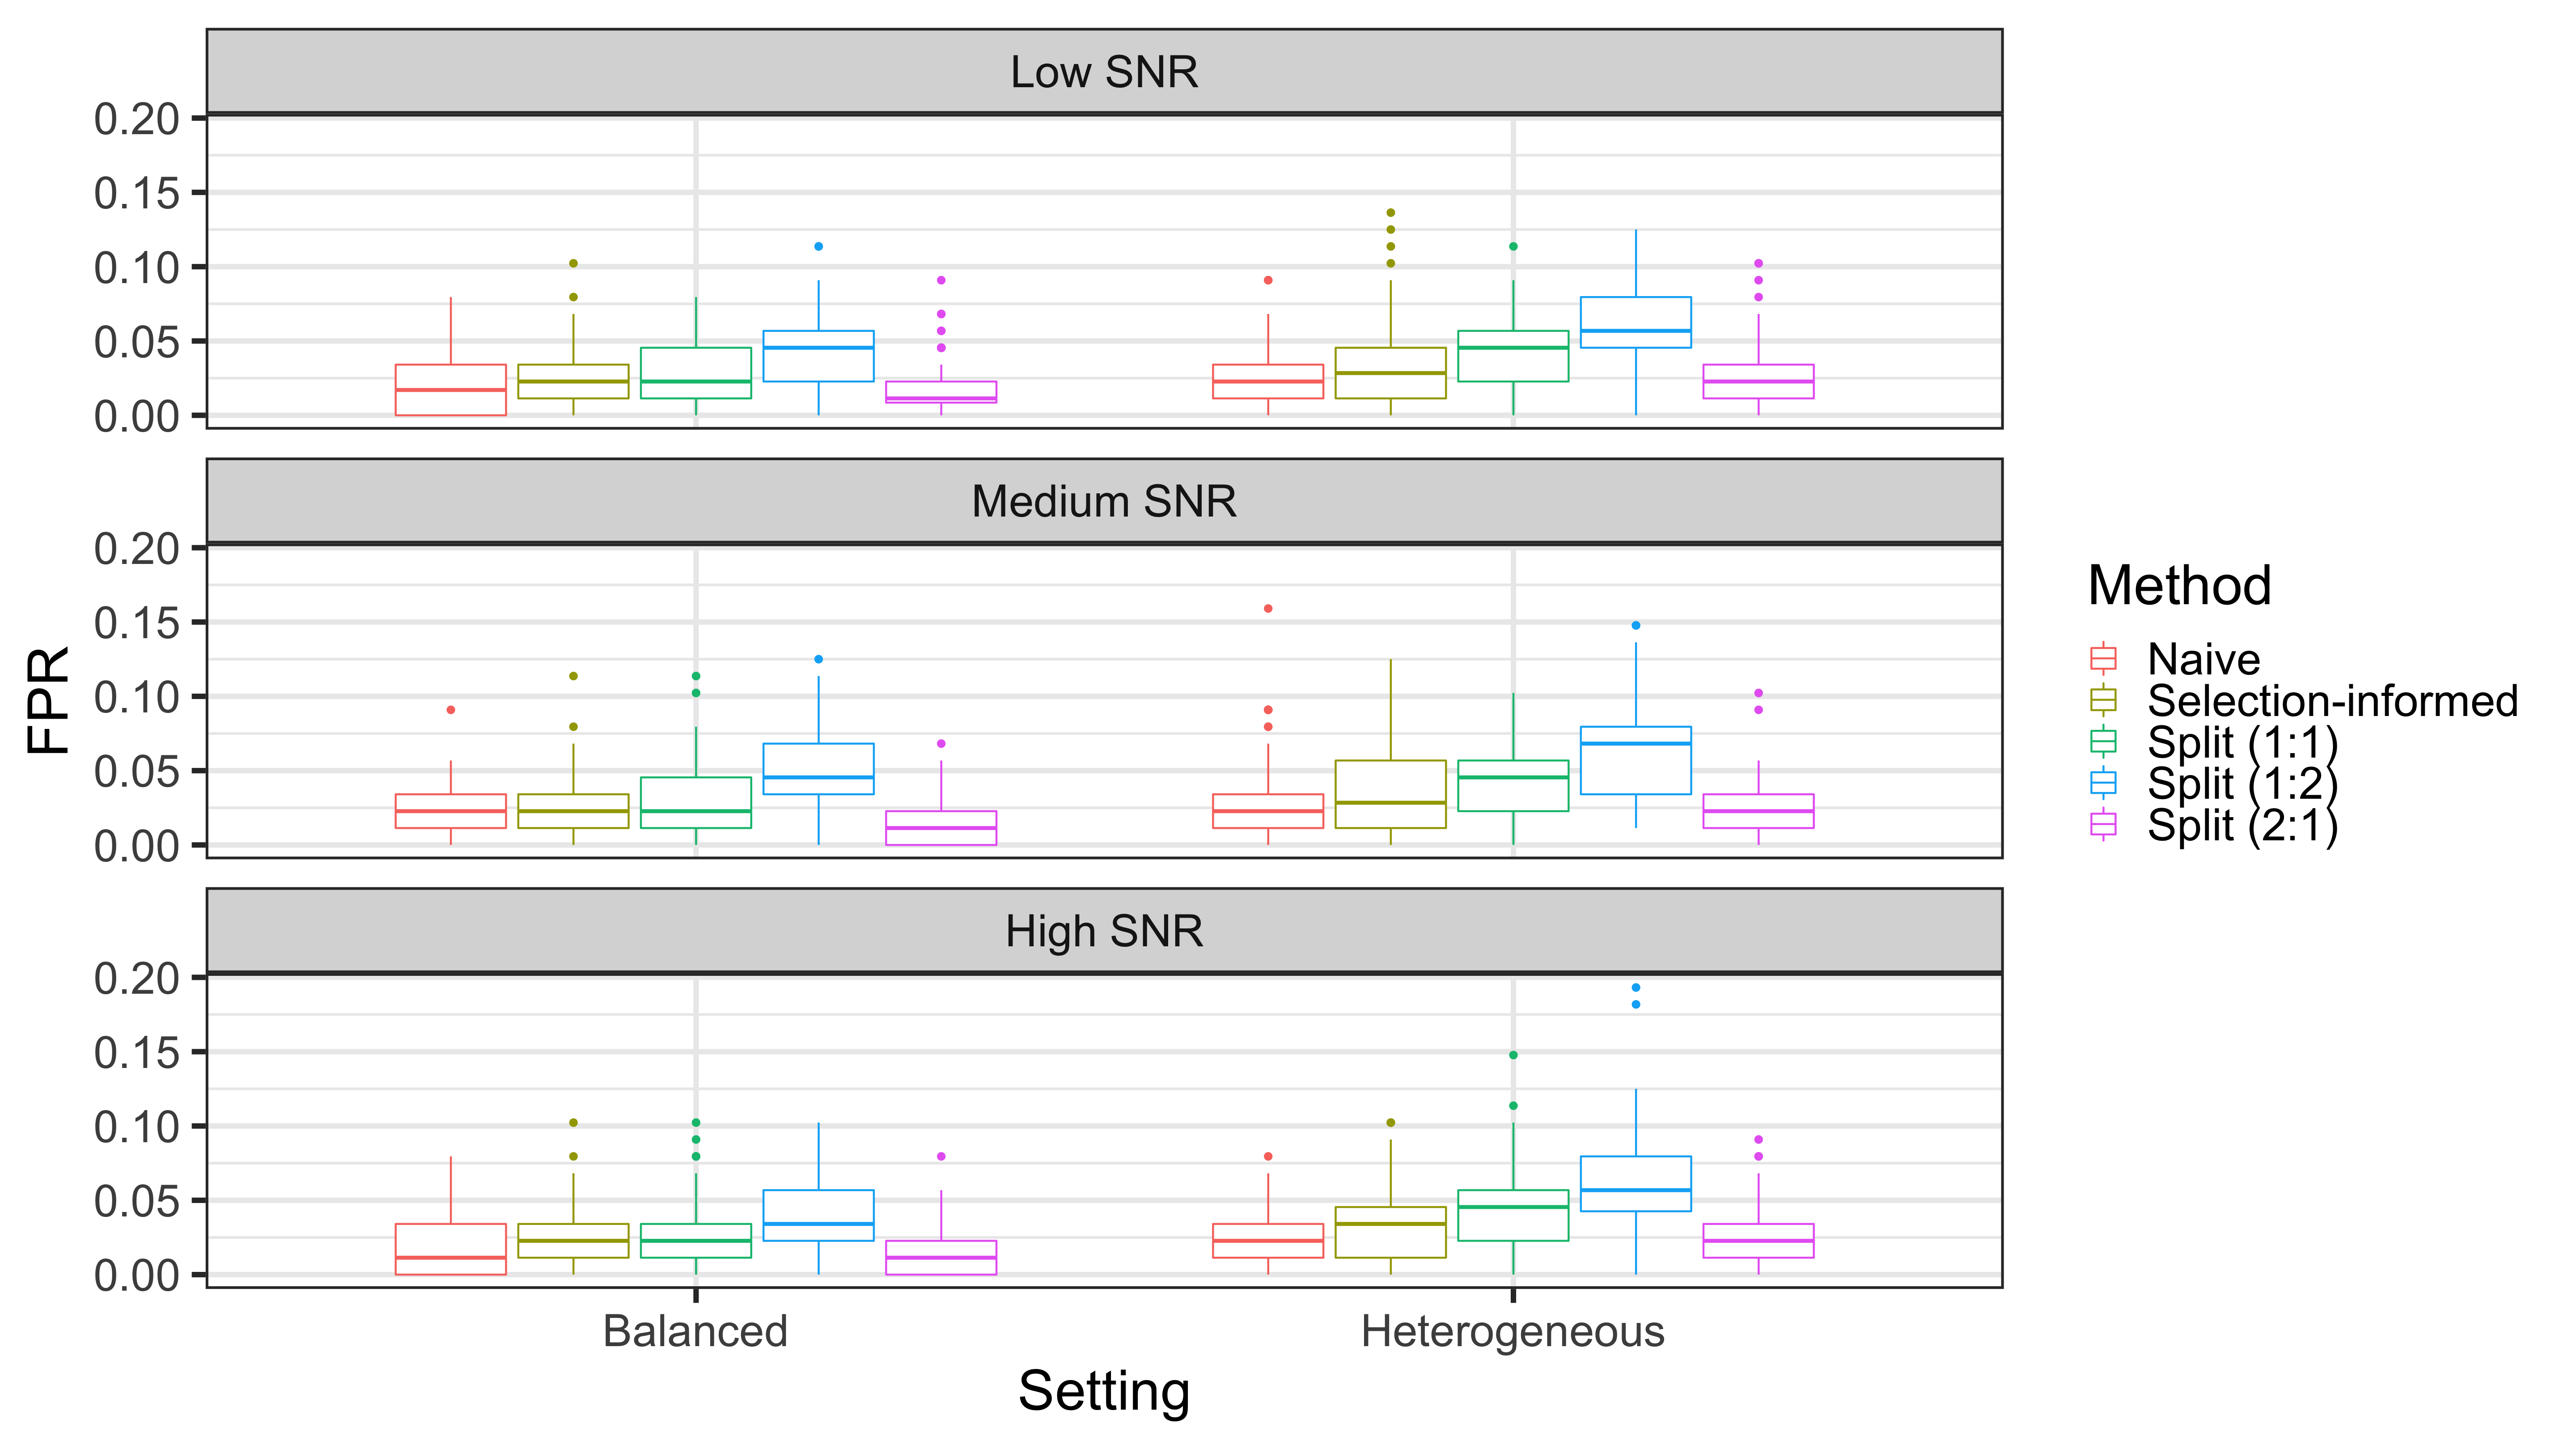 Low SNR
0.20
0.15
0.10
0.05
0.00
Medium SNR
0.20
0.15
0.10
0.05
0.00
High SNR
0.20
0.15
0.10
0.05
0.00
FPR
Balanced
Heterogeneous
Setting
Method
Naive
Selection-informed
Split (1:1)
Split (1:2)
Split (2:1)